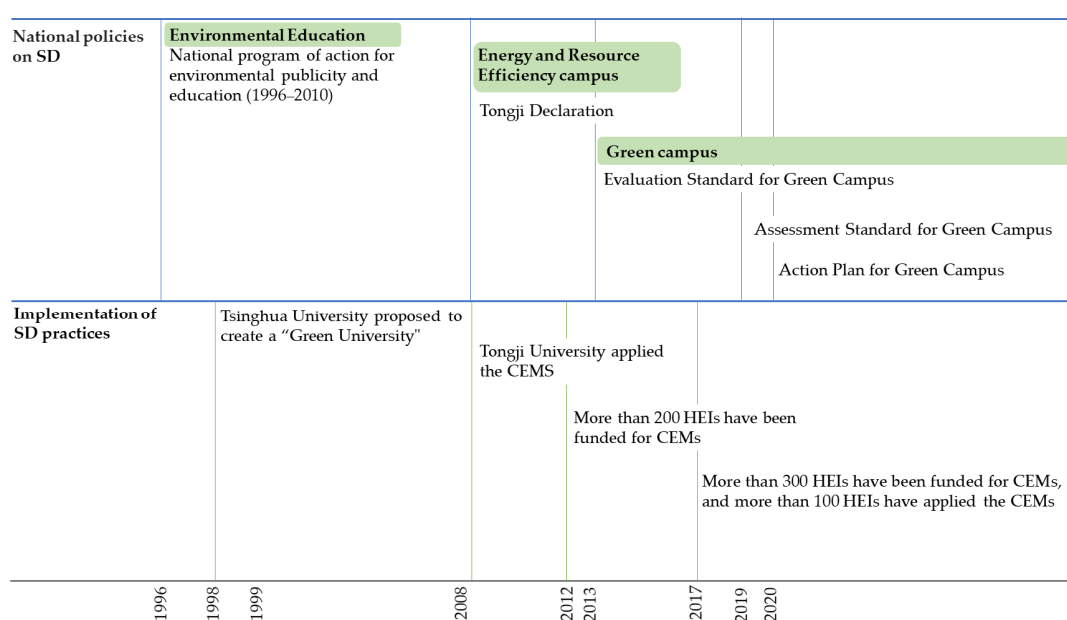 National policies
on SD
Environmental Education
National program of action for
environmental publicity and
education (1996–2010)
Energy and Resource
Efficiency campus
Tongji Declaration
Green campus
Evaluation Standard for Green Campus
Assessment Standard for Green Campus
Action Plan for Green Campus
Implementation of
SD practices
Tsinghua University proposed to
create a “Green University"
Tongji University applied
the CEMS
More than 200 HEIs have been
funded for CEMs
More than 300 HEIs have been funded for CEMs,
and more than 100 HEIs have applied the CEMs
1996
1998
1999
2008
2012
2013
2017
2019
2020